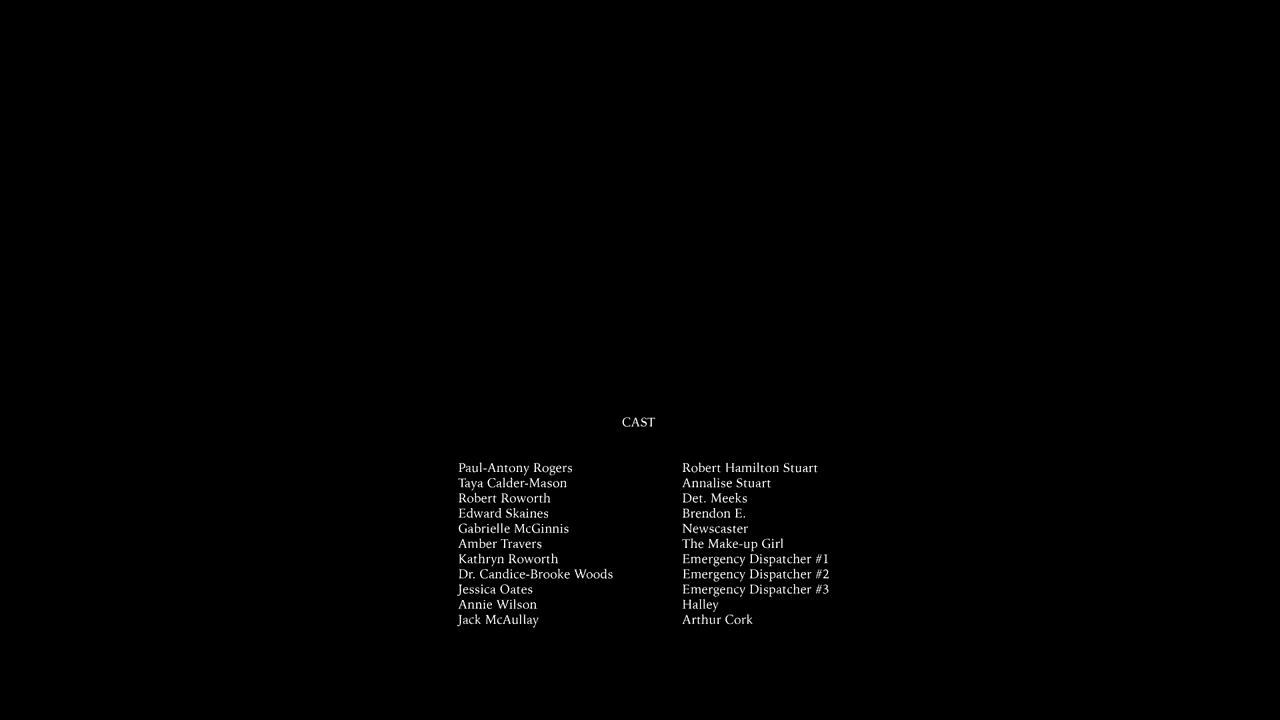 CAST
Paul-Antony Rogers Robert Hamilton Stuart
Taya Calder-Mason Annalise Stuart
Robert Roworth Det. Meeks
Edward Skaines Brendon E.
Gabrielle McGinnis Newscaster
Amber Travers The Make-up Girl
Kathryn Roworth Emergency Dispatcher #1
Dr. Candice-Brooke Woods Emergency Dispatcher #2
Jessica Oates Emergency Dispatcher #3
Annie Wilson Halley
Jack McAullay Arthur Cork